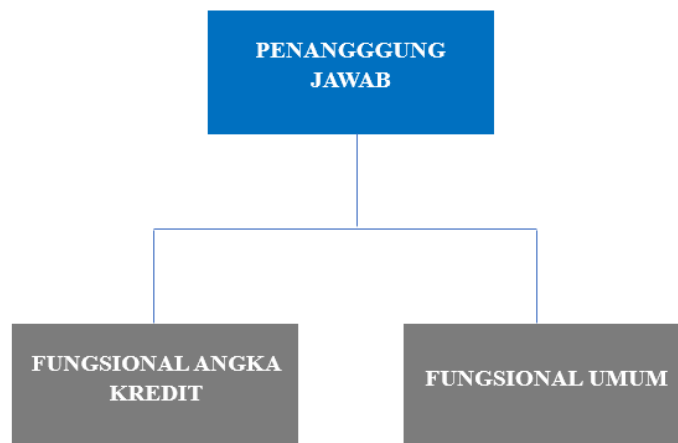 PENANGGGUNG
JAWAB
FUNGSIONAL ANGKA
KREDIT
FUNGSIONAL UMUM